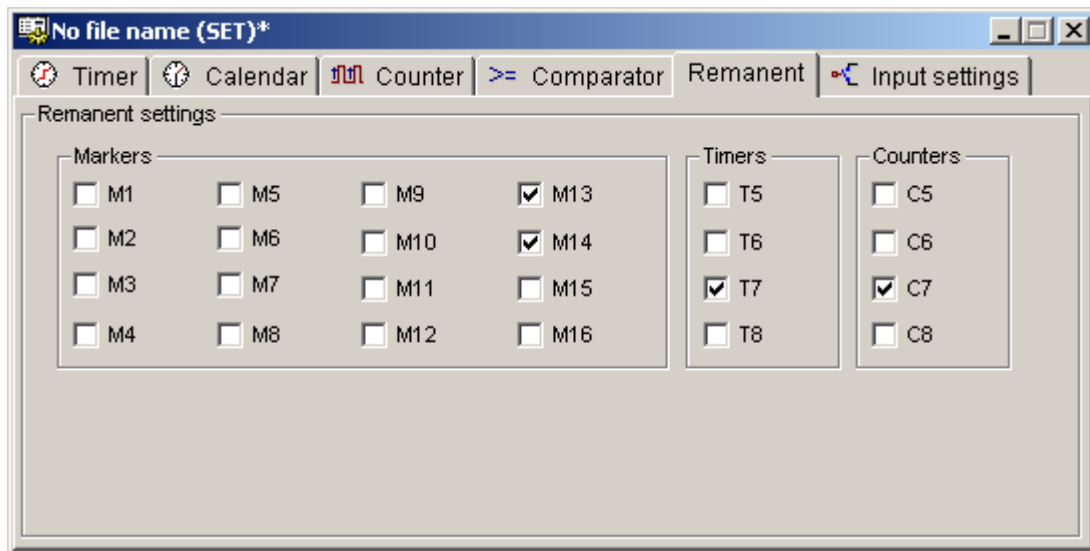 No file name (SET)*
Timer Calendar Counter >= Comparator Remanent Input settings
Remanent settings
Markers Timers Counters
M1 M5 M9 M13 T5 C5
M2 M6 M10 M14 T6 C6
M3 M7 M11 M15 T7 C7
M4 M8 M12 M16 T8 C8